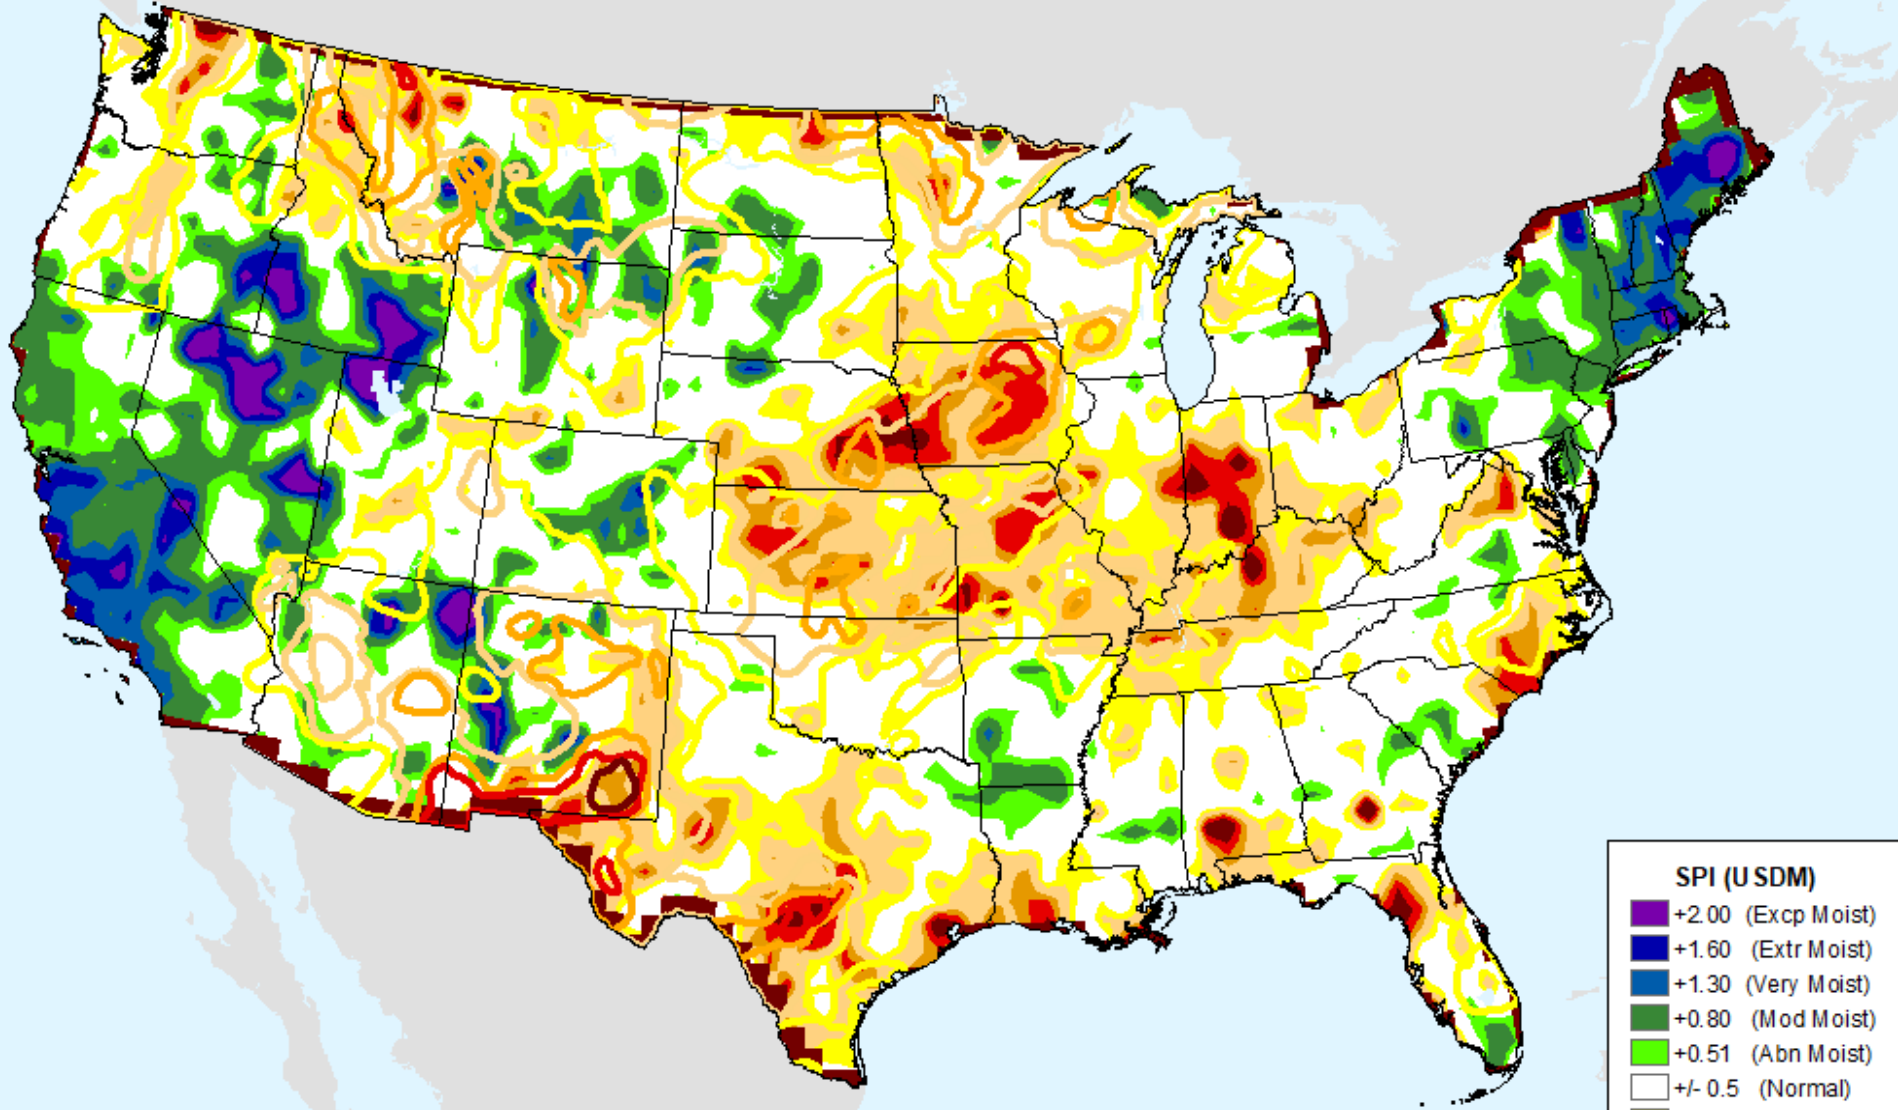 SPI (USDM)
+2.00 (Excp Moist)
+1.60 (Extr Moist)
+1.30 (Very Moist)
+0.80 (Mod Moist)
+0.51 (Abn Moist)
+/- 0.5 (Normal)